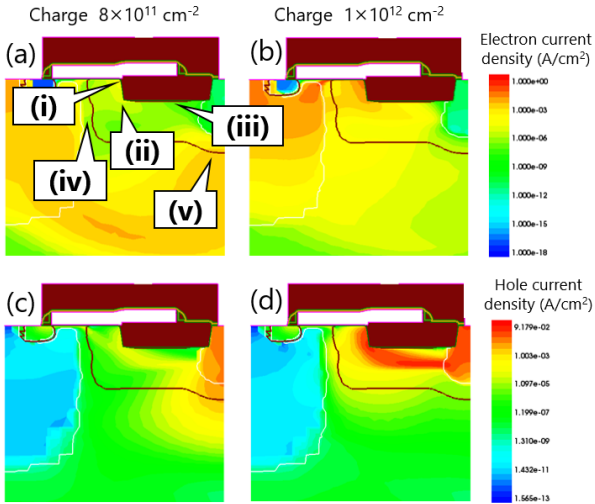 Charge 8×10¹¹ cm⁻²
Charge 1×10¹² cm⁻²
(a)
(b)
Electron current
density (A/cm²)
(i)
(ii)
(iii)
(iv)
(v)
1.000e+00
1.000e-03
1.000e-06
1.000e-09
1.000e-12
1.000e-15
1.000e-18
(c)
(d)
Hole current
density (A/cm²)
9.179e-02
1.003e-03
1.097e-05
1.199e-07
1.310e-09
1.432e-11
1.565e-13